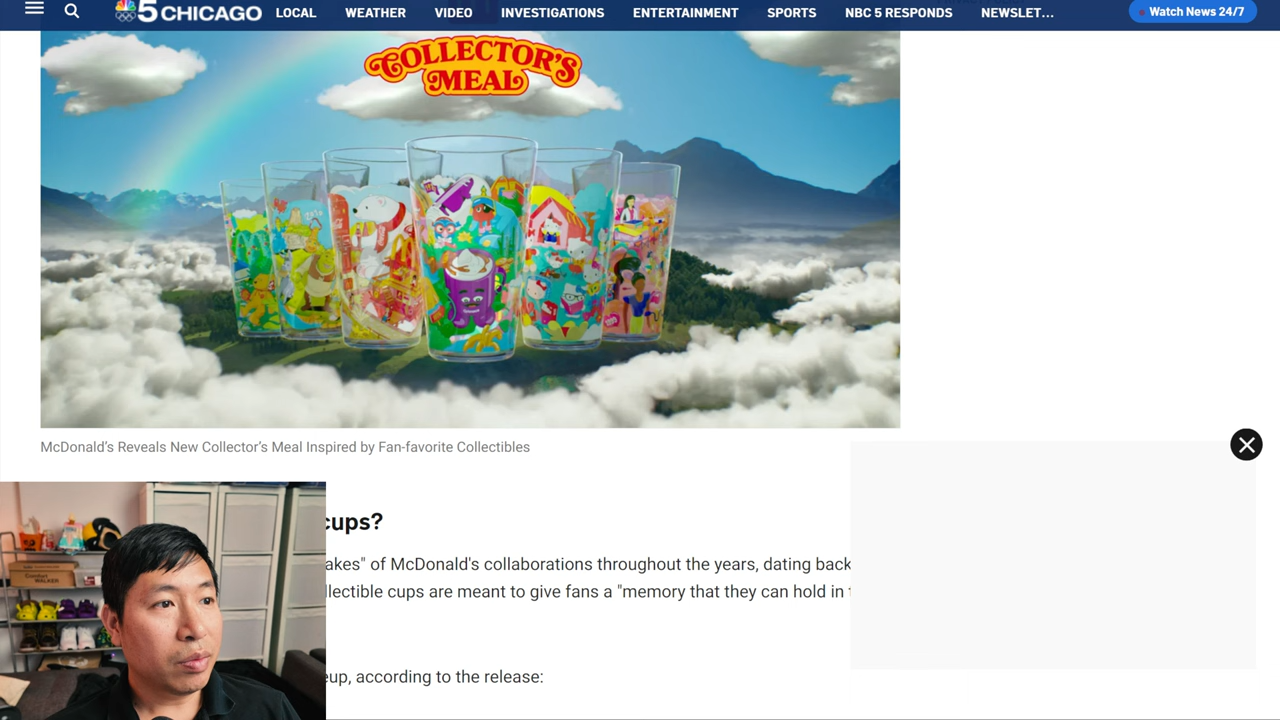 5 CHICAGO LOCAL WEATHER VIDEO INVESTIGATIONS ENTERTAINMENT SPORTS NBC 5 RESPONDS NEWSLET... Watch News 24/7
COLLECTOR'S
MEAL
McDonald's Reveals New Collector's Meal Inspired by Fan-favorite Collectibles
cups?
akes" of McDonald's collaborations throughout the years, dating back
llectible cups are meant to give fans a "memory that they can hold in
eup, according to the release: